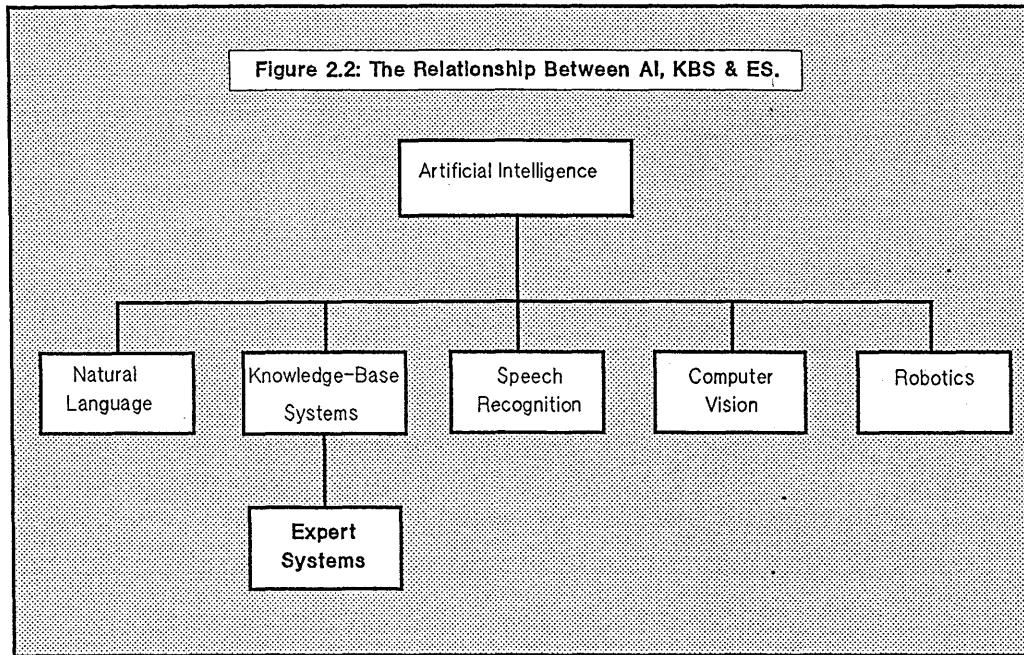 Figure 2.2: The Relationship Between AI, KBS & ES.
Artificial Intelligence
Natural
Language
Knowledge-Base
Systems
Speech
Recognition
Computer
Vision
Robotics
Expert
Systems